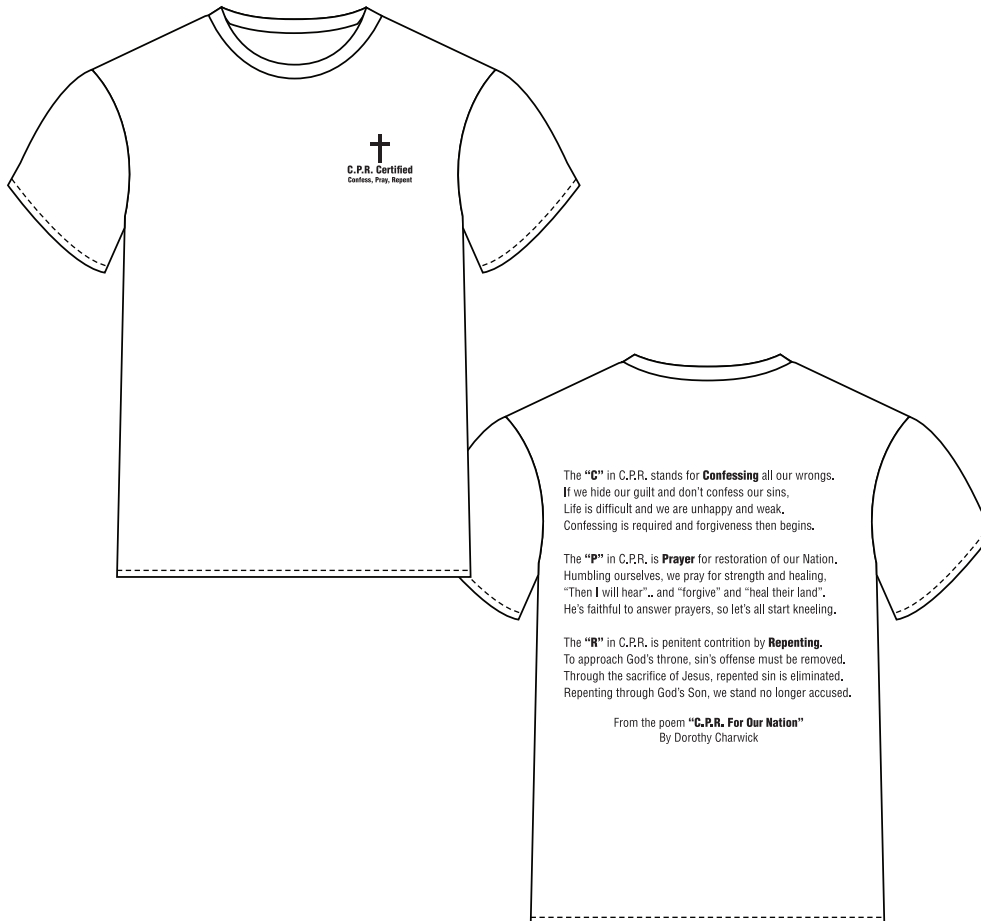 C.P.R. Certified
Confess, Pray, Repent
The “C” in C.P.R. stands for Confessing all our wrongs.
If we hide our guilt and don’t confess our sins,
Life is difficult and we are unhappy and weak.
Confessing is required and forgiveness then begins.
The “P” in C.P.R. is Prayer for restoration of our Nation.
Humbling ourselves, we pray for strength and healing,
“Then I will hear”.. and “forgive” and “heal their land”.
He’s faithful to answer prayers, so let’s all start kneeling.
The “R” in C.P.R. is penitent contrition by Repenting.
To approach God’s throne, sin’s offense must be removed.
Through the sacrifice of Jesus, repented sin is eliminated.
Repenting through God’s Son, we stand no longer accused.
From the poem “C.P.R. For Our Nation”
By Dorothy Charwick